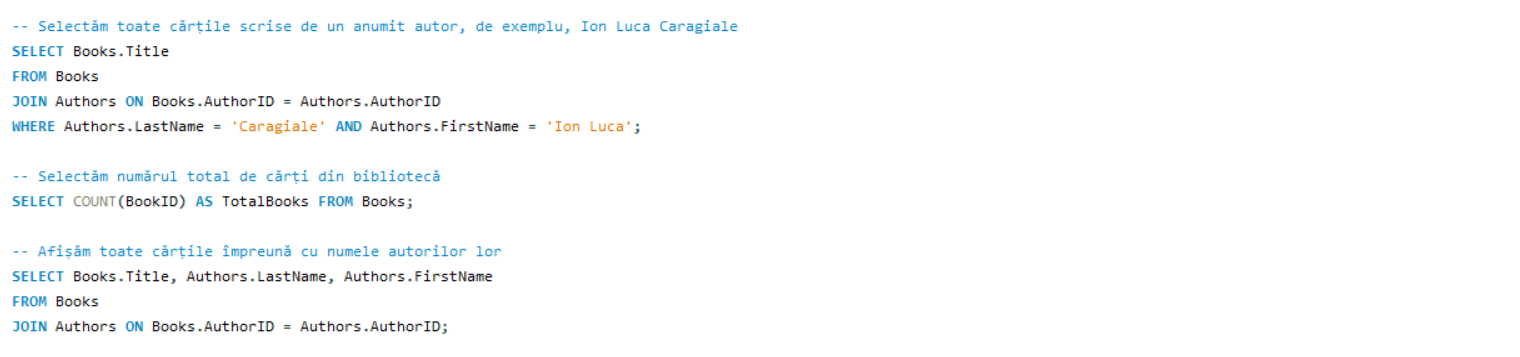 -- Selectăm toate cărțile scrise de un anumit autor, de exemplu, Ion Luca Caragiale
SELECT Books.Title
FROM Books
JOIN Authors ON Books.AuthorID = Authors.AuthorID
WHERE Authors.LastName = 'Caragiale' AND Authors.FirstName = 'Ion Luca';
-- Selectăm numărul total de cărți din bibliotecă
SELECT COUNT(BookID) AS TotalBooks FROM Books;
-- Afișăm toate cărțile împreună cu numele autorilor lor
SELECT Books.Title, Authors.LastName, Authors.FirstName
FROM Books
JOIN Authors ON Books.AuthorID = Authors.AuthorID;